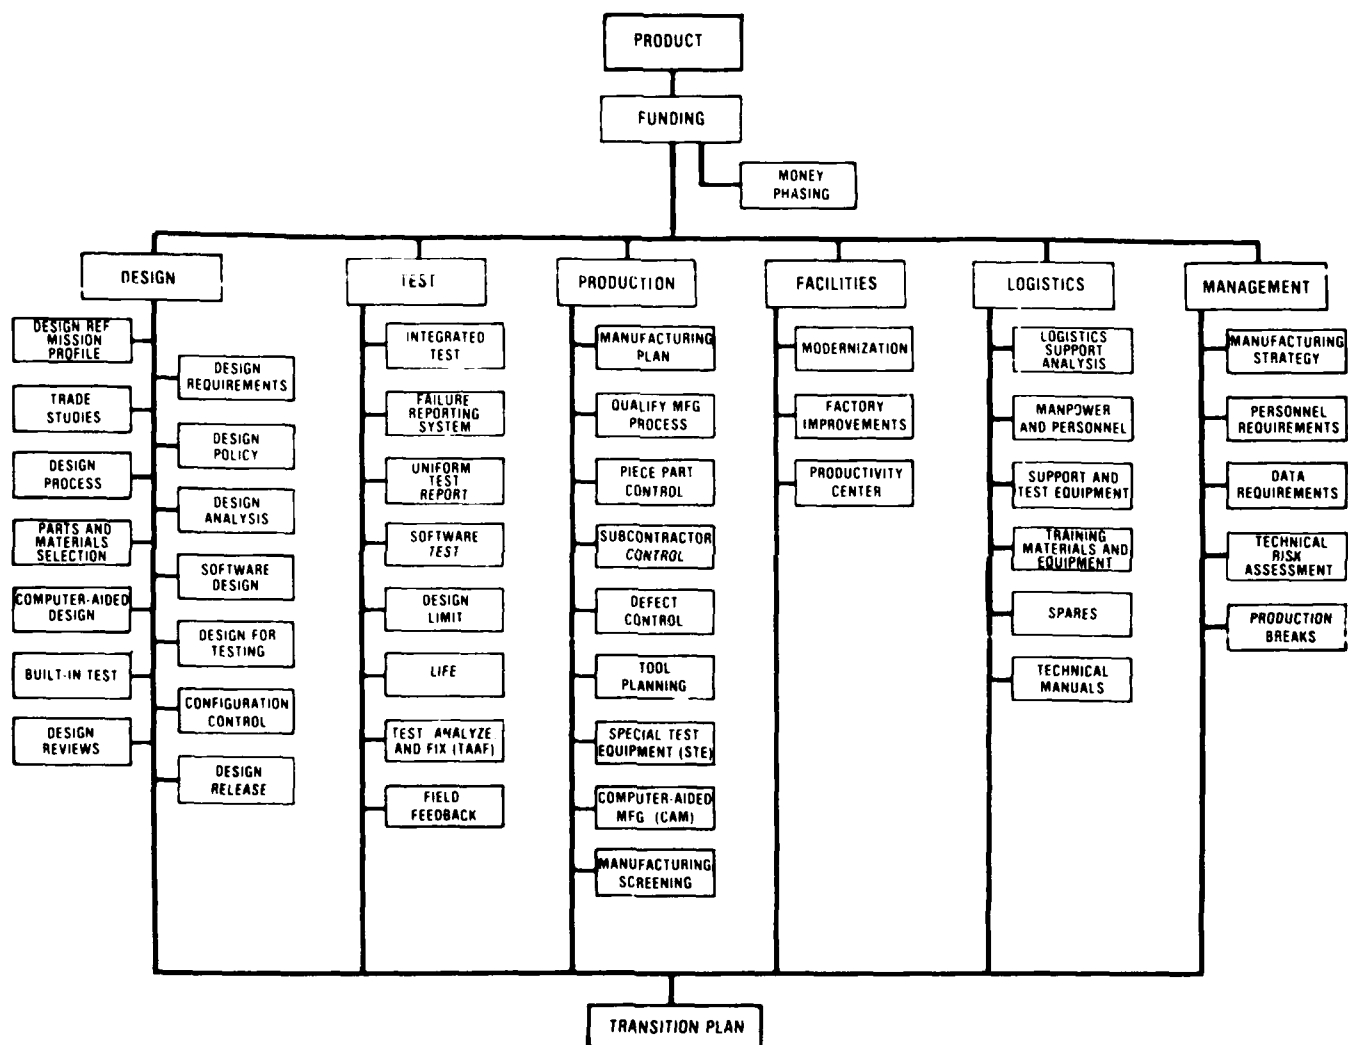 PRODUCT
FUNDING
MONEY
PHASING
DESIGN
TEST
PRODUCTION
FACILITIES
LOGISTICS
MANAGEMENT
DESIGN REF
MISSION
PROFILE
DESIGN
REQUIREMENTS
TRADE
STUDIES
DESIGN
POLICY
DESIGN
PROCESS
DESIGN
ANALYSIS
PARTS AND
MATERIALS
SELECTION
SOFTWARE
DESIGN
COMPUTER-AIDED
DESIGN
DESIGN FOR
TESTING
BUILT-IN TEST
CONFIGURATION
CONTROL
DESIGN
REVIEWS
DESIGN
RELEASE
INTEGRATED
TEST
FAILURE
REPORTING
SYSTEM
UNIFORM
TEST
REPORT
SOFTWARE
TEST
DESIGN
LIMIT
LIFE
TEST ANALYZE
AND FIX (TAAF)
FIELD
FEEDBACK
MANUFACTURING
PLAN
QUALIFY MFG
PROCESS
PIECE PART
CONTROL
SUBCONTRACTOR
CONTROL
DEFECT
CONTROL
TOOL
PLANNING
SPECIAL TEST
EQUIPMENT (STE)
COMPUTER-AIDED
MFG (CAM)
MANUFACTURING
SCREENING
MODERNIZATION
FACTORY
IMPROVEMENTS
PRODUCTIVITY
CENTER
LOGISTICS
SUPPORT
ANALYSIS
MANPOWER
AND PERSONNEL
SUPPORT AND
TEST EQUIPMENT
TRAINING
MATERIALS AND
EQUIPMENT
SPARES
TECHNICAL
MANUALS
MANUFACTURING
STRATEGY
PERSONNEL
REQUIREMENTS
DATA
REQUIREMENTS
TECHNICAL
RISK
ASSESSMENT
PRODUCTION
BREAKS
TRANSITION PLAN